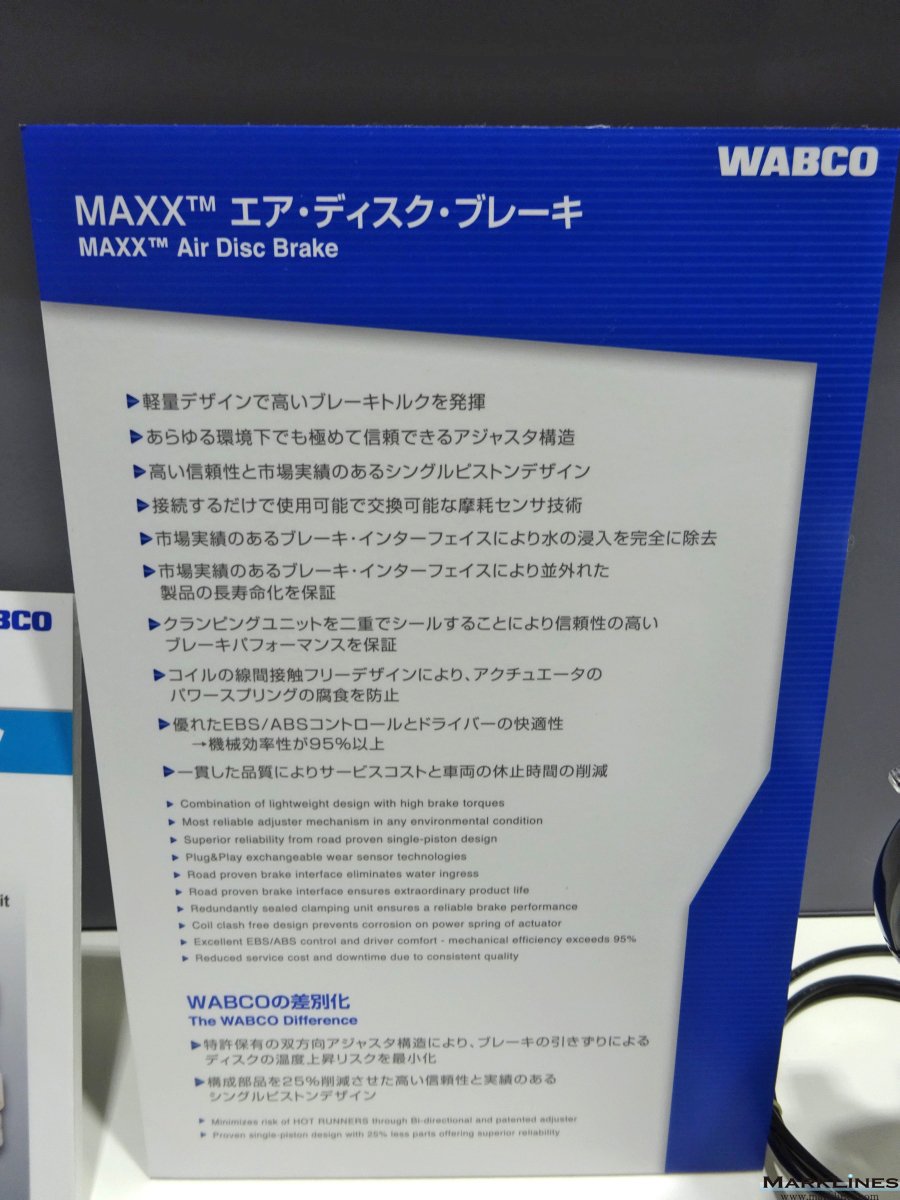 WABCO
MAXX™ エア・ディスク・ブレーキ
MAXX™ Air Disc Brake
▶軽量デザインで高いブレーキトルクを発揮
▶あらゆる環境下でも極めて信頼できるアジャスタ構造
▶高い信頼性と市場実績のあるシングルピストンデザイン
▶接続するだけで使用可能で交換可能な摩耗センサ技術
▶市場実績のあるブレーキ・インターフェイスにより水の浸入を完全に除去
▶市場実績のあるブレーキ・インターフェイスにより並外れた
製品の長寿命化を保証
▶クランピングユニットを二重でシールすることにより信頼性の高い
ブレーキパフォーマンスを保証
▶コイルの線間接触フリーデザインにより、アクチュエータの
パワースプリングの腐食を防止
▶優れたEBS/ABSコントロールとドライバーの快適性
→機械効率性が95%以上
▶一貫した品質によりサービスコストと車両の休止時間の削減
▶ Combination of lightweight design with high brake torques
▶ Most reliable adjuster mechanism in any environmental condition
▶ Superior reliability from road proven single-piston design
▶ Plug&Play exchangeable wear sensor technologies
▶ Road proven brake interface eliminates water ingress
▶ Road proven brake interface ensures extraordinary product life
▶ Redundantly sealed clamping unit ensures a reliable brake performance
▶ Coil clash free design prevents corrosion on power spring of actuator
▶ Excellent EBS/ABS control and driver comfort - mechanical efficiency exceeds 95%
▶ Reduced service cost and downtime due to consistent quality
WABCOの差別化
The WABCO Difference
▶特許保有の双方向アジャスタ構造により、ブレーキの引きずりによる
ディスクの温度上昇リスクを最小化
▶構成部品を25%削減させた高い信頼性と実績のある
シングルピストンデザイン
▶ Minimizes risk of HOT RUNNERS through Bi-directional and patented adjuster
▶ Proven single-piston design with 25% less parts offering superior reliability
BCO
it
MARKLINES